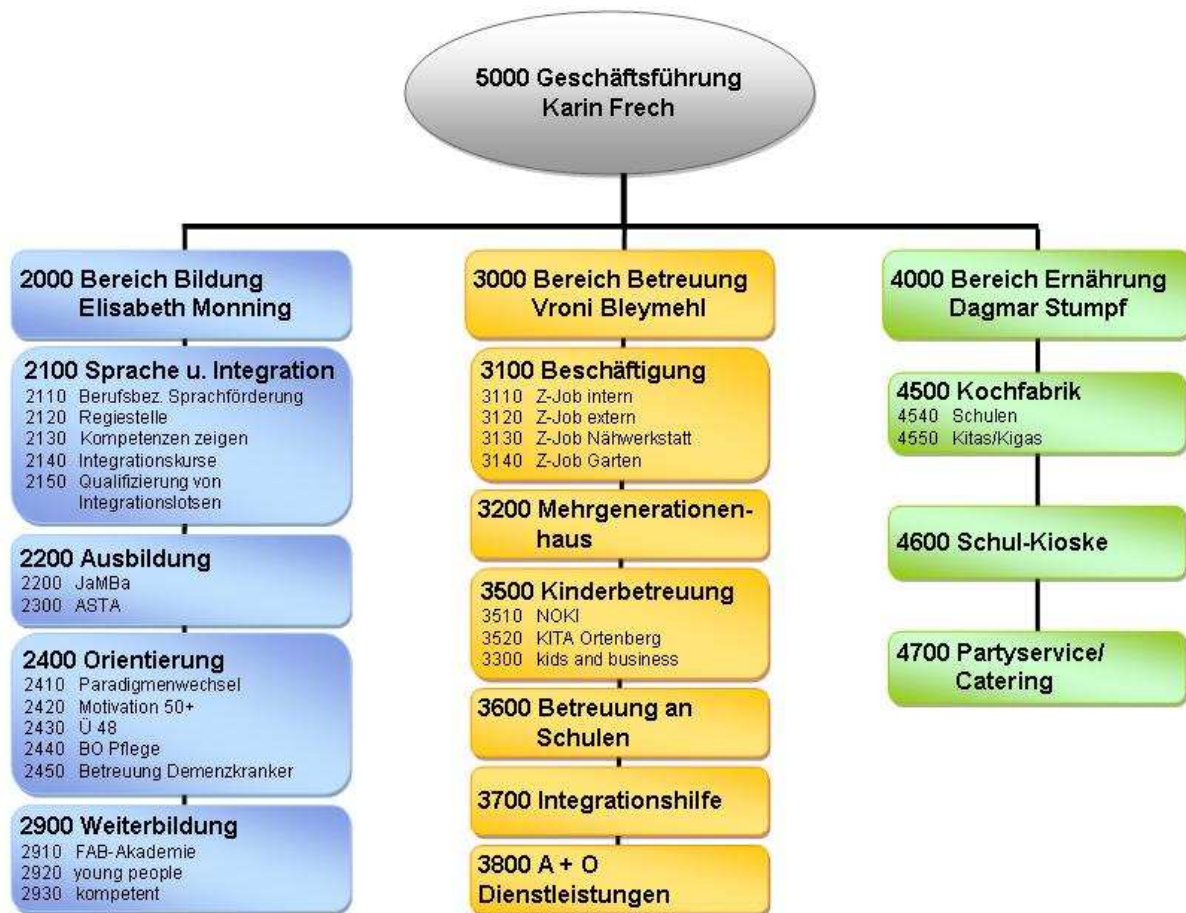 5000 Geschäftsführung
Karin Frech
2000 Bereich Bildung
Elisabeth Monning
2100 Sprache u. Integration
2110 Berufsbez. Sprachförderung
2120 Regiestelle
2130 Kompetenzen zeigen
2140 Integrationskurse
2150 Qualifizierung von
Integrationslotsen
2200 Ausbildung
2200 JaMBa
2300 ASTA
2400 Orientierung
2410 Paradigmenwechsel
2420 Motivation 50+
2430 Ü 48
2440 BO Pflege
2450 Betreuung Demenzkranker
2900 Weiterbildung
2910 FAB-Akademie
2920 young people
2930 kompetent
3000 Bereich Betreuung
Vroni Bleymehl
3100 Beschäftigung
3110 Z-Job intern
3120 Z-Job extern
3130 Z-Job Nähwerkstatt
3140 Z-Job Garten
3200 Mehrgenerationen-
haus
3500 Kinderbetreuung
3510 NOKI
3520 KITA Ortenberg
3300 kids and business
3600 Betreuung an
Schulen
3700 Integrationshilfe
3800 A + O
Dienstleistungen
4000 Bereich Ernährung
Dagmar Stumpf
4500 Kochfabrik
4540 Schulen
4550 Kitas/Kigas
4600 Schul-Kioske
4700 Partyservice/
Catering